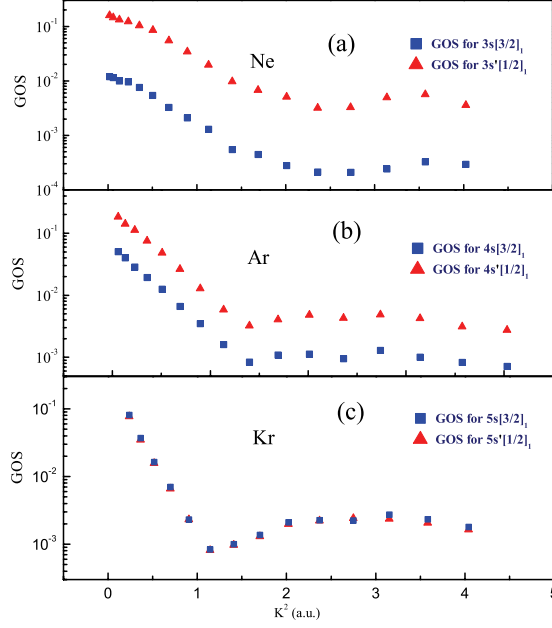 10⁻¹
10⁻²
10⁻³
10⁻⁴
GOS
Ne
(a)
GOS for 3s[3/2]₁
GOS for 3s'[1/2]₁
10⁻¹
10⁻²
10⁻³
GOS
Ar
(b)
GOS for 4s[3/2]₁
GOS for 4s'[1/2]₁
10⁻¹
10⁻²
10⁻³
GOS
Kr
(c)
GOS for 5s[3/2]₁
GOS for 5s'[1/2]₁
0 1 2 3 4 5
K² (a.u.)